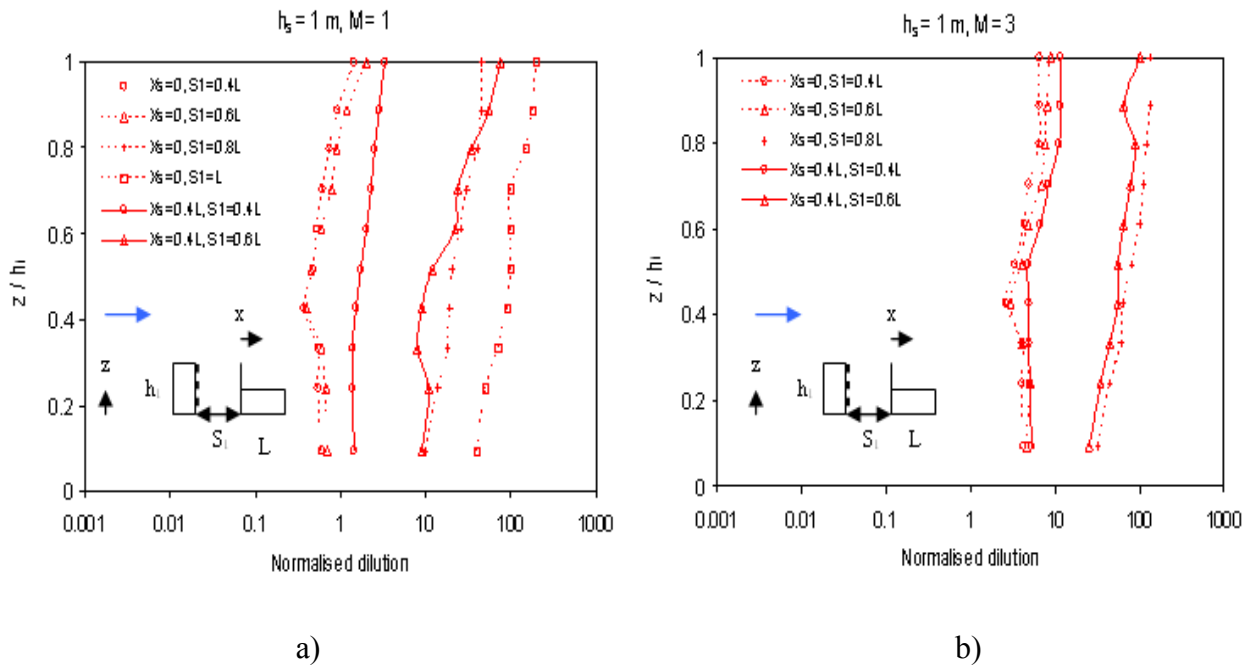 hₛ = 1 m, M = 1
1
0.8
0.6
0.4
0.2
0
z / hᵢ
Xs=0,S1=0.4L
Xs=0,S1=0.6L
Xs=0,S1=0.8L
Xs=0,S1=L
Xs=0.4L,S1=0.4L
Xs=0.4L,S1=0.6L
x
z
hᵢ
S₁
L
0.001 0.01 0.1 1 10 100 1000
Normalised dilution
a)
hₛ = 1 m, M = 3
1
0.8
0.6
0.4
0.2
0
z / hᵢ
Xs=0,S1=0.4L
Xs=0,S1=0.6L
Xs=0,S1=0.8L
Xs=0.4L,S1=0.4L
Xs=0.4L,S1=0.6L
x
z
hᵢ
S₁
L
0.001 0.01 0.1 1 10 100 1000
Normalised dilution
b)